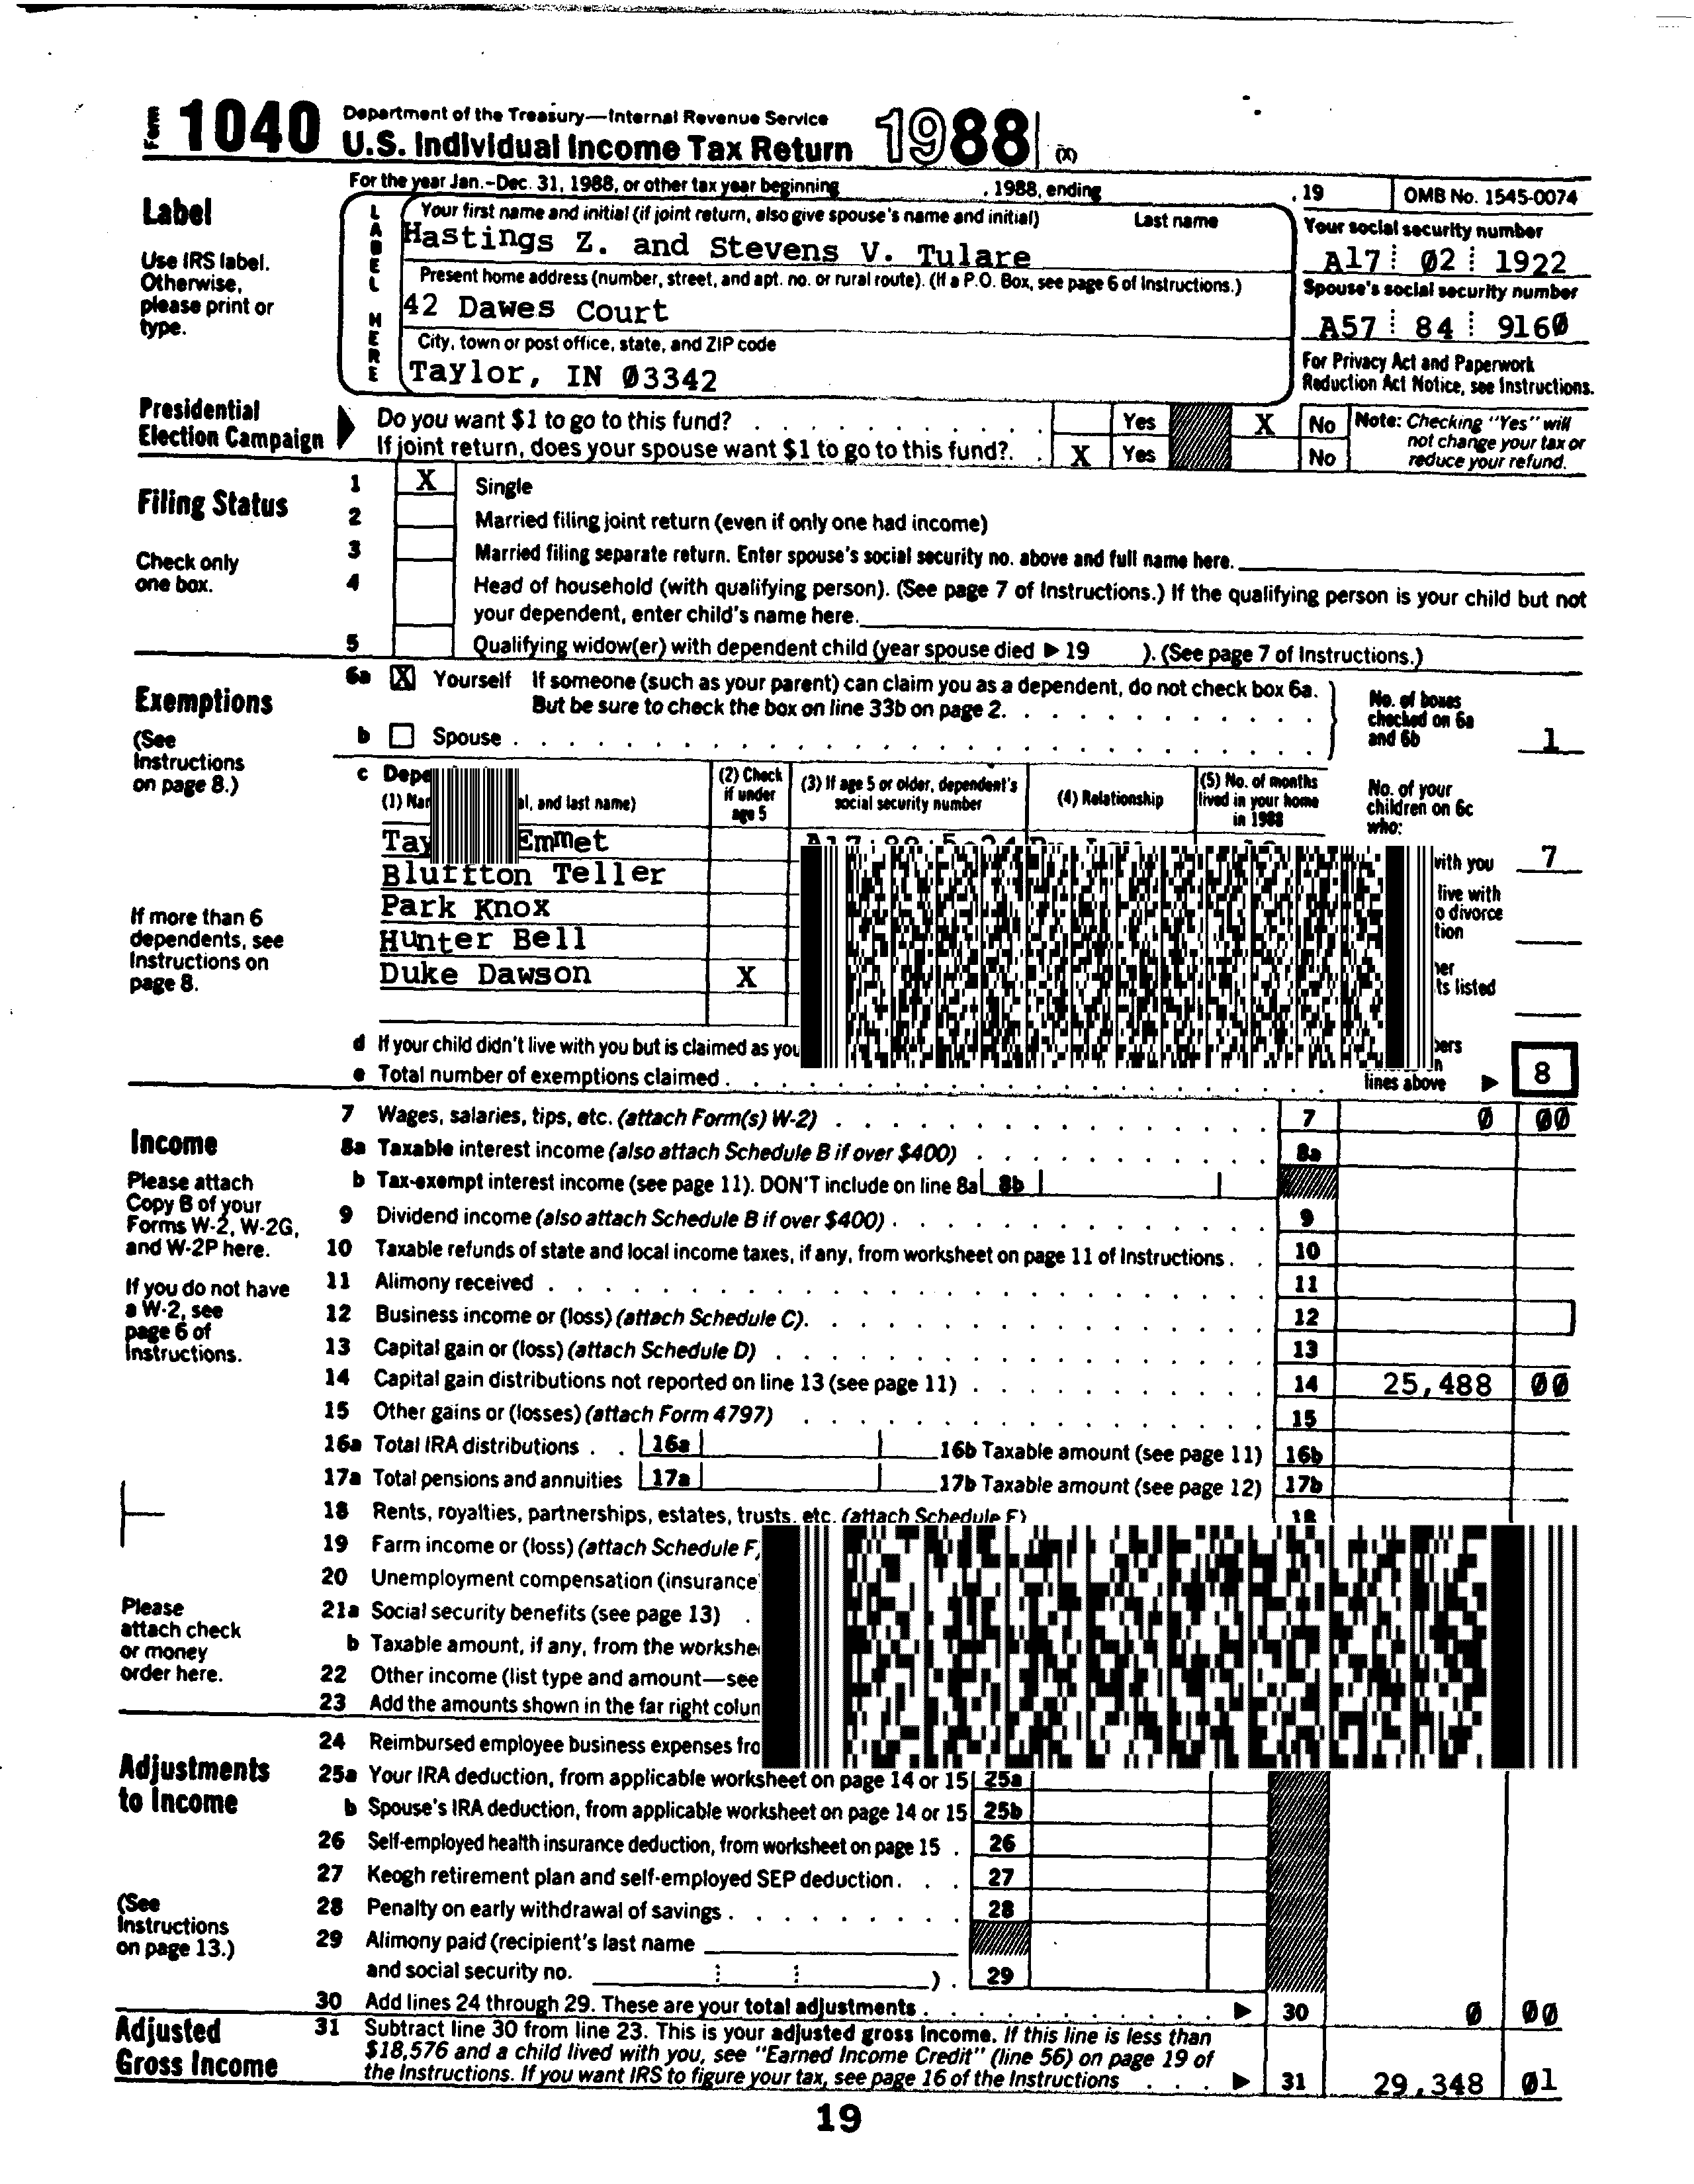 Form 1040 Department of the Treasury—Internal Revenue Service
U.S. Individual Income Tax Return 1988 (X)
For the year Jan.-Dec. 31, 1988, or other tax year beginning , 1988, ending , 19 OMB No. 1545-0074
Label
Use IRS label.
Otherwise,
please print or
type.
LABEL HERE
Your first name and initial (if joint return, also give spouse's name and initial) Last name
Hastings Z. and Stevens V. Tulare
Your social security number
A17 02 1922
Present home address (number, street, and apt. no. or rural route). (If a P.O. Box, see page 6 of Instructions.)
42 Dawes Court
Spouse's social security number
A57 84 9160
City, town or post office, state, and ZIP code
Taylor, IN 03342
For Privacy Act and Paperwork
Reduction Act Notice, see Instructions.
Presidential
Election Campaign
Do you want $1 to go to this fund? Yes X No
If joint return, does your spouse want $1 to go to this fund? X Yes No
Note: Checking "Yes" will
not change your tax or
reduce your refund.
Filing Status
Check only
one box.
1 X Single
2 Married filing joint return (even if only one had income)
3 Married filing separate return. Enter spouse's social security no. above and full name here.
4 Head of household (with qualifying person). (See page 7 of Instructions.) If the qualifying person is your child but not
your dependent, enter child's name here.
5 Qualifying widow(er) with dependent child (year spouse died ▶ 19 ). (See page 7 of Instructions.)
Exemptions
(See
Instructions
on page 8.)
If more than 6
dependents, see
Instructions on
page 8.
6a X Yourself If someone (such as your parent) can claim you as a dependent, do not check box 6a.
But be sure to check the box on line 33b on page 2.
b Spouse
No. of boxes
checked on 6a
and 6b 1
c
al, and last name)
(2) Check
if under
age 5
(3) If age 5 or older, dependent's
social security number
(4) Relationship
(5) No. of months
lived in your home
in 1988
No. of your
children on 6c
who:
Emmet
Bluffton Teller
Park Knox
Hunter Bell
Duke Dawson X
with you 7
live with
divorce
ts listed
d If your child didn't live with you but is claimed as you
e Total number of exemptions claimed
lines above ▶ 8
Income
Please attach
Copy B of your
Forms W-2, W-2G,
and W-2P here.
If you do not have
a W-2, see
page 6 of
Instructions.
Please
attach check
or money
order here.
7 Wages, salaries, tips, etc. (attach Form(s) W-2) 7 0 00
8a Taxable interest income (also attach Schedule B if over $400) 8a
b Tax-exempt interest income (see page 11). DON'T include on line 8a 8b
9 Dividend income (also attach Schedule B if over $400) 9
10 Taxable refunds of state and local income taxes, if any, from worksheet on page 11 of Instructions 10
11 Alimony received 11
12 Business income or (loss) (attach Schedule C) 12
13 Capital gain or (loss) (attach Schedule D) 13
14 Capital gain distributions not reported on line 13 (see page 11) 14 25,488 00
15 Other gains or (losses) (attach Form 4797) 15
16a Total IRA distributions 16a 16b Taxable amount (see page 11) 16b
17a Total pensions and annuities 17a 17b Taxable amount (see page 12) 17b
18 Rents, royalties, partnerships, estates, trusts, etc. (attach Schedule E) 18
19 Farm income or (loss) (attach Schedule F
20 Unemployment compensation (insurance
21a Social security benefits (see page 13)
b Taxable amount, if any, from the workshe
22 Other income (list type and amount—see
23 Add the amounts shown in the far right colun
Adjustments
to Income
(See
Instructions
on page 13.)
24 Reimbursed employee business expenses fro
25a Your IRA deduction, from applicable worksheet on page 14 or 15 25a
b Spouse's IRA deduction, from applicable worksheet on page 14 or 15 25b
26 Self-employed health insurance deduction, from worksheet on page 15 26
27 Keogh retirement plan and self-employed SEP deduction 27
28 Penalty on early withdrawal of savings 28
29 Alimony paid (recipient's last name
and social security no. ) 29
30 Add lines 24 through 29. These are your total adjustments ▶ 30 0 00
Adjusted
Gross Income
31 Subtract line 30 from line 23. This is your adjusted gross income. If this line is less than
$18,576 and a child lived with you, see "Earned Income Credit" (line 56) on page 19 of
the Instructions. If you want IRS to figure your tax, see page 16 of the Instructions ▶ 31 29,348 01
19